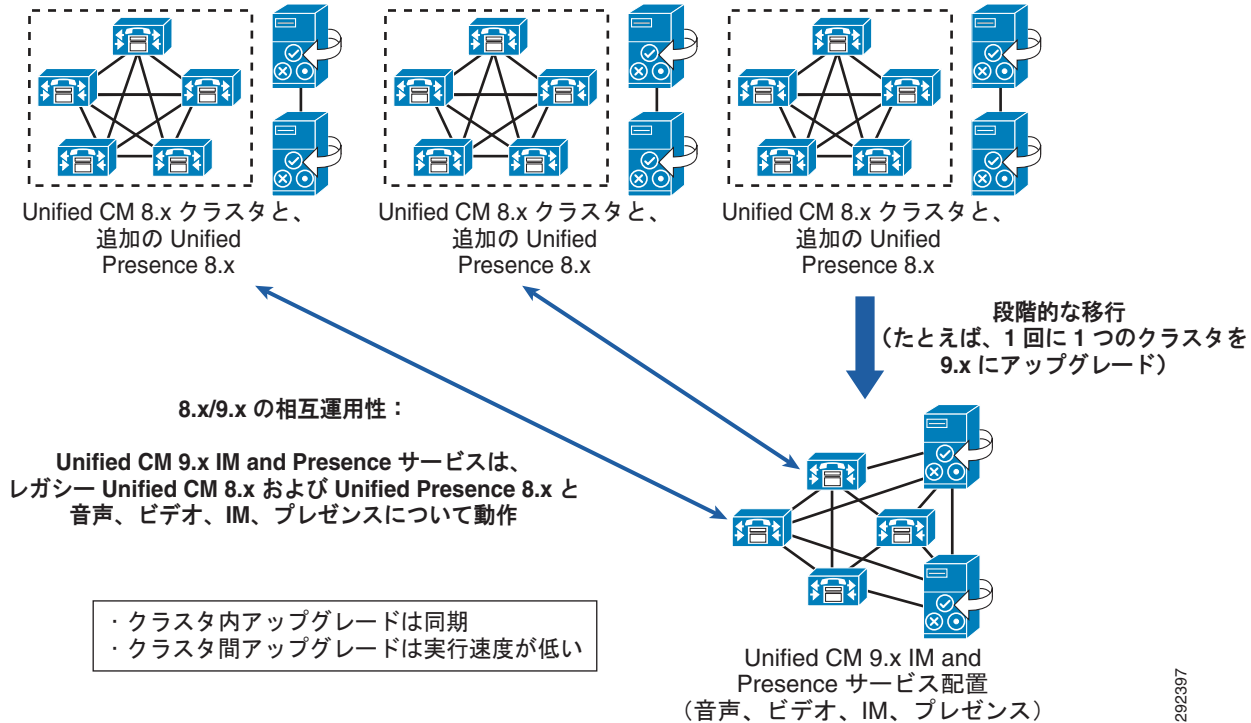 Unified CM 8.x クラスタと、
追加の Unified
Presence 8.x
Unified CM 8.x クラスタと、
追加の Unified
Presence 8.x
Unified CM 8.x クラスタと、
追加の Unified
Presence 8.x
段階的な移行
（たとえば、1 回に 1 つのクラスタを
9.x にアップグレード）
8.x/9.x の相互運用性：
Unified CM 9.x IM and Presence サービスは、
レガシー Unified CM 8.x および Unified Presence 8.x と
音声、ビデオ、IM、プレゼンスについて動作
・クラスタ内アップグレードは同期
・クラスタ間アップグレードは実行速度が低い
Unified CM 9.x IM and
Presence サービス配置
（音声、ビデオ、IM、プレゼンス）
292397